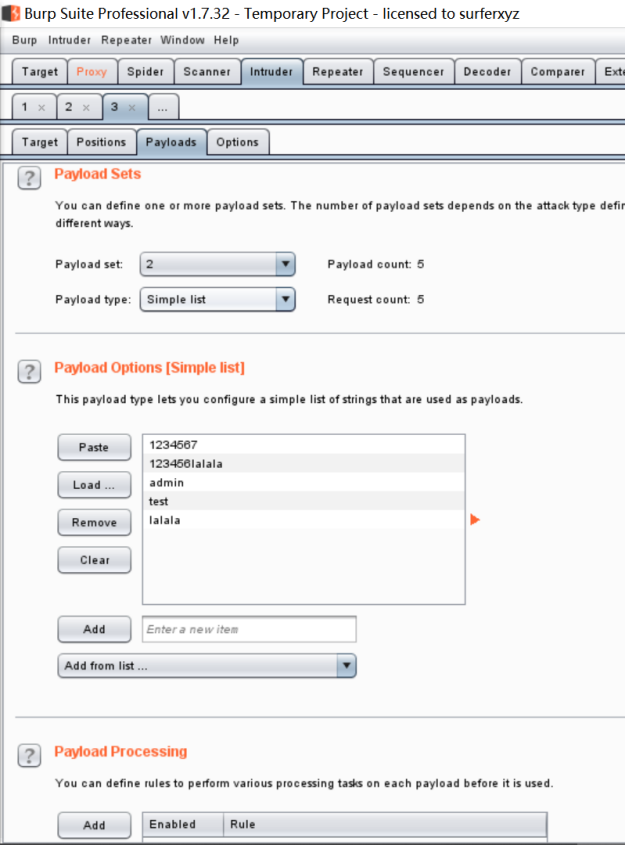 Burp Suite Professional v1.7.32 - Temporary Project - licensed to surferxyz
Burp Intruder Repeater Window Help
Target Proxy Spider Scanner Intruder Repeater Sequencer Decoder Comparer Exte
1 × 2 × 3 × ...
Target Positions Payloads Options
? Payload Sets
You can define one or more payload sets. The number of payload sets depends on the attack type defin
different ways.
Payload set: 2 Payload count: 5
Payload type: Simple list Request count: 5
? Payload Options [Simple list]
This payload type lets you configure a simple list of strings that are used as payloads.
Paste
Load ...
Remove
Clear
1234567
123456lalala
admin
test
lalala
Add Enter a new item
Add from list ...
? Payload Processing
You can define rules to perform various processing tasks on each payload before it is used.
Add Enabled Rule